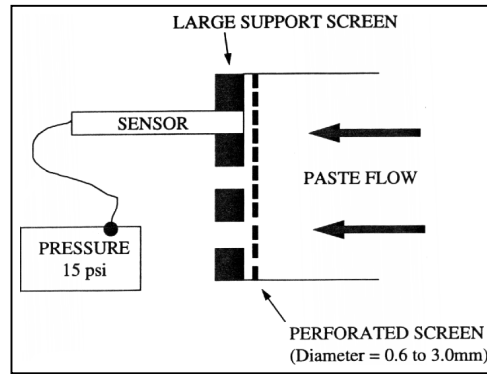 LARGE SUPPORT SCREEN
SENSOR
PASTE FLOW
PRESSURE
15 psi
PERFORATED SCREEN
(Diameter = 0.6 to 3.0mm)